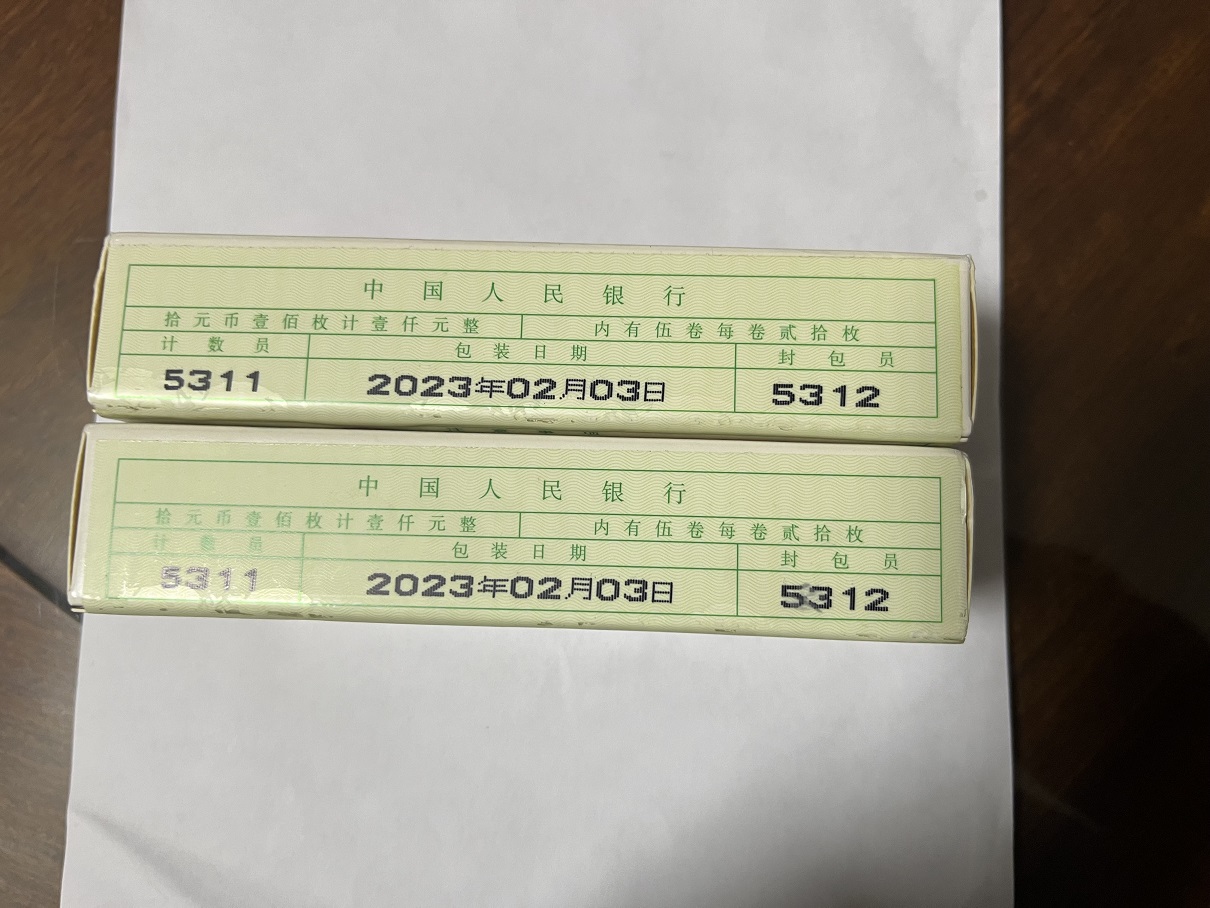 中国人民银行
拾元币壹佰枚计壹仟元整 内有伍卷每卷贰拾枚
计数员 包装日期 封包员
5311 2023年02月03日 5312
中国人民银行
拾元币壹佰枚计壹仟元整 内有伍卷每卷贰拾枚
计数员 包装日期 封包员
5311 2023年02月03日 5312